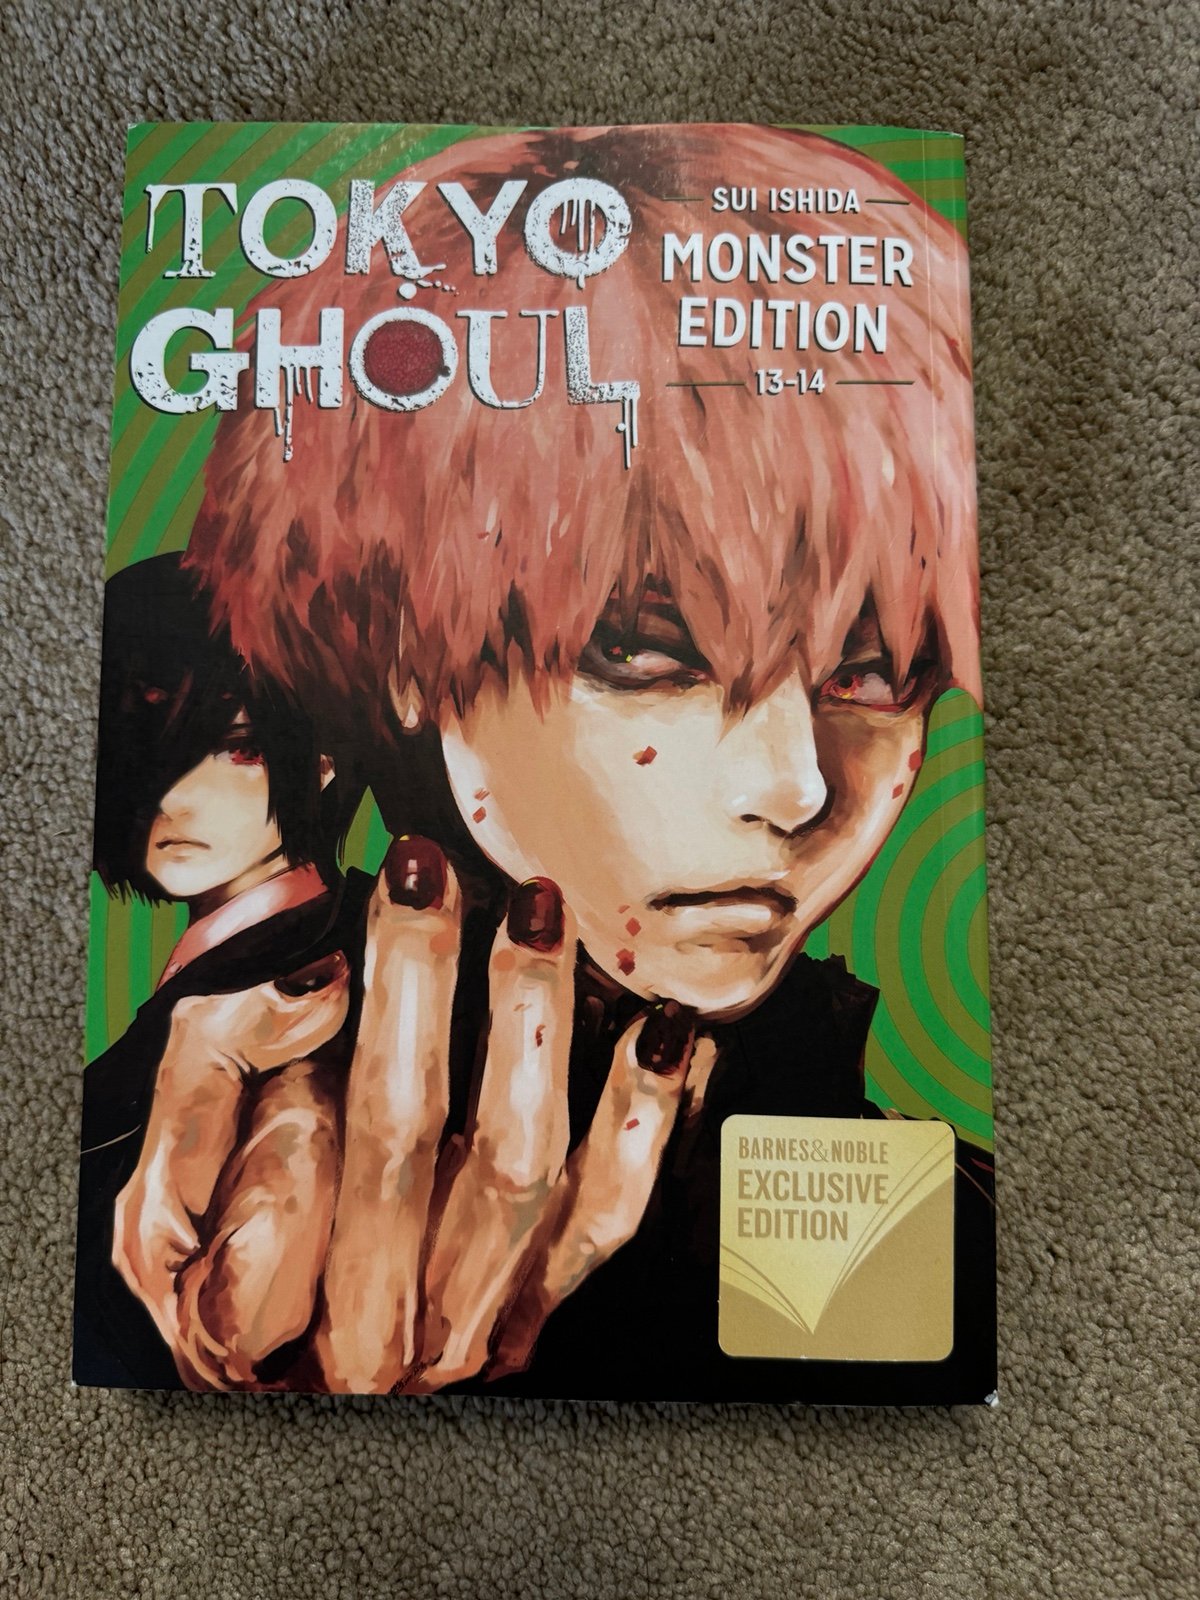 TOKYO
GHOUL
SUI ISHIDA
MONSTER
EDITION
13-14
BARNES&NOBLE
EXCLUSIVE
EDITION